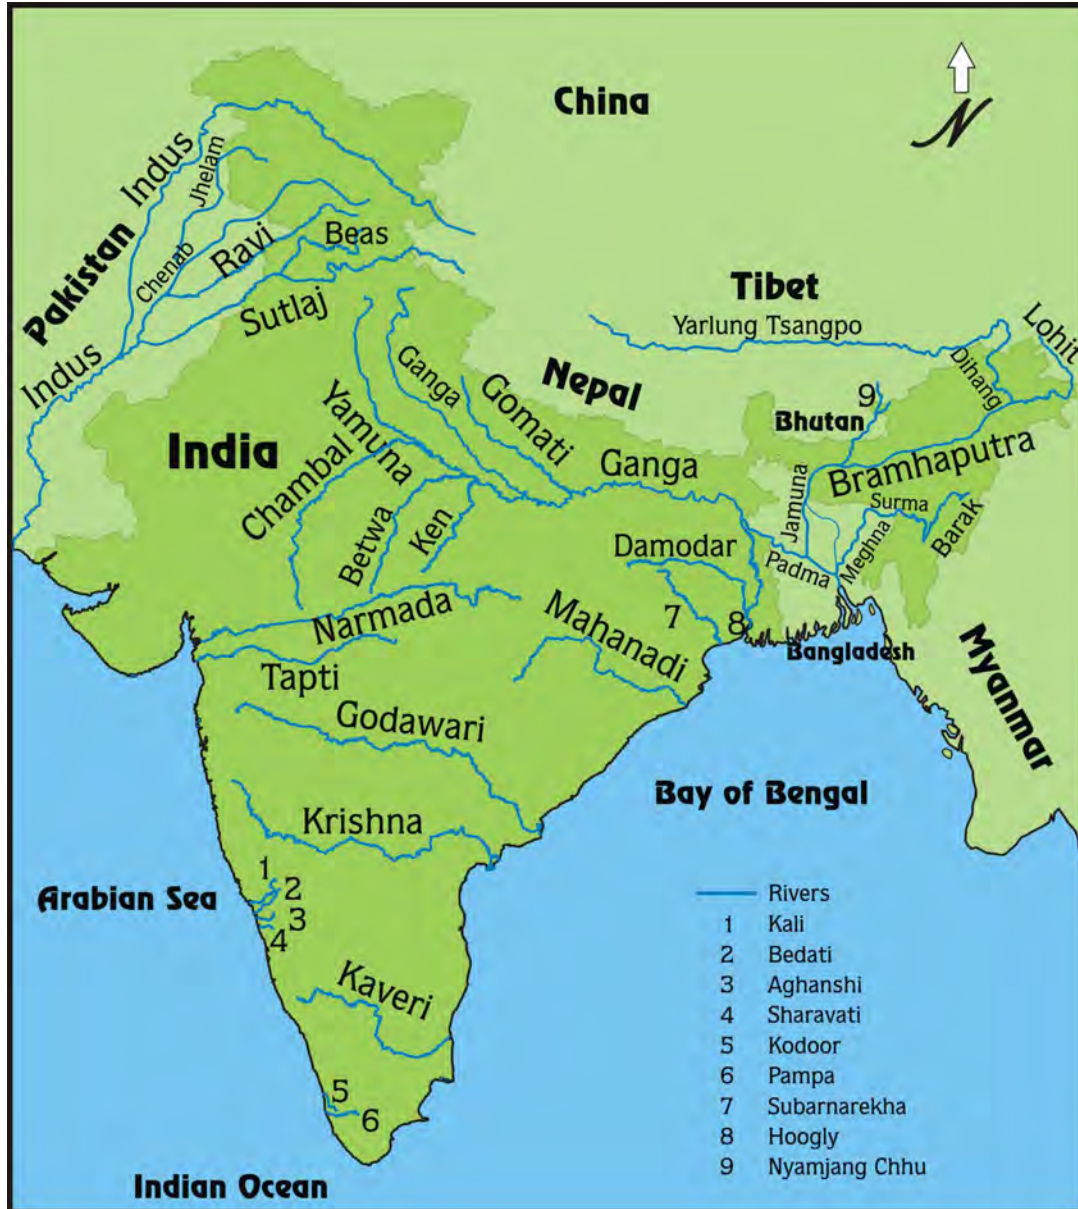 China
N
Indus
Jhelam
Pakistan
Chenab
Ravi
Beas
Sutlaj
Indus
Tibet
Yarlung Tsangpo
Lohit
Dihang
Nepal
Bhutan
9
India
Yamuna
Ganga
Gomati
Chambal
Ganga
Bramhaputra
Betwa
Ken
Jamuna
Surma
Meghna
Barak
Damodar
Padma
Narmada
Mahanadi
7
8
Bangladesh
Myanmar
Tapti
Godawari
Bay of Bengal
Krishna
Arabian Sea
1
2
3
4
Kaveri
5
6
Indian Ocean
Rivers
1 Kali
2 Bedati
3 Aghanshi
4 Sharavati
5 Kodoor
6 Pampa
7 Subarnarekha
8 Hoogly
9 Nyamjang Chhu